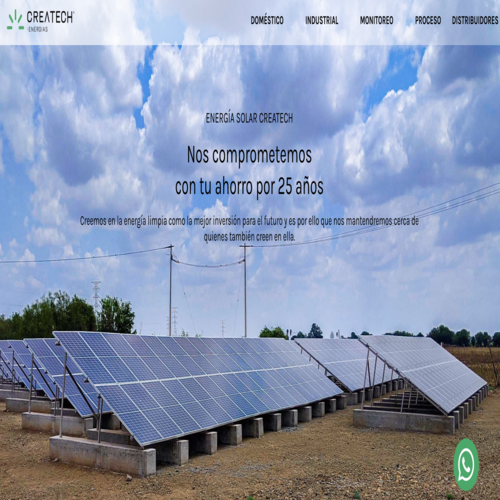 CREATECH
ENERGÍAS
DOMÉSTICO INDUSTRIAL MONITOREO PROCESO DISTRIBUIDORES
ENERGÍA SOLAR CREATECH
Nos comprometemos
con tu ahorro por 25 años
Creemos en la energía limpia como la mejor inversión para el futuro y es por ello que nos mantendremos cerca de
quienes también creen en ella.